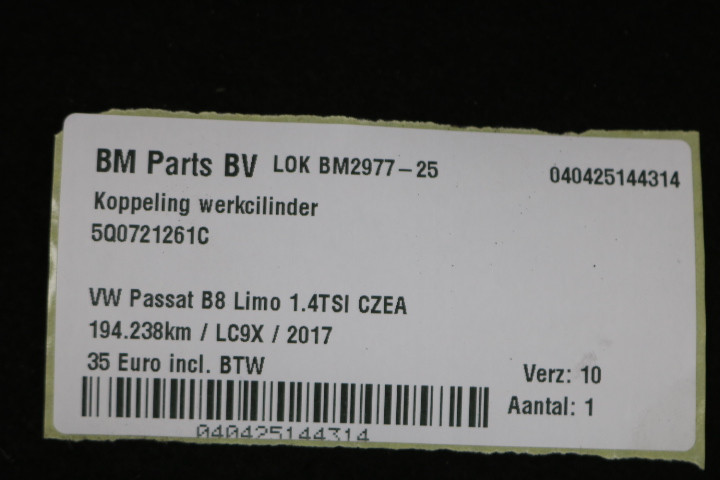 BM Parts BV LOK BM2977-25 040425144314
Koppeling werkcilinder
5Q0721261C
VW Passat B8 Limo 1.4TSI CZEA
194.238km / LC9X / 2017
35 Euro incl. BTW
Verz: 10
Aantal: 1
040425144314